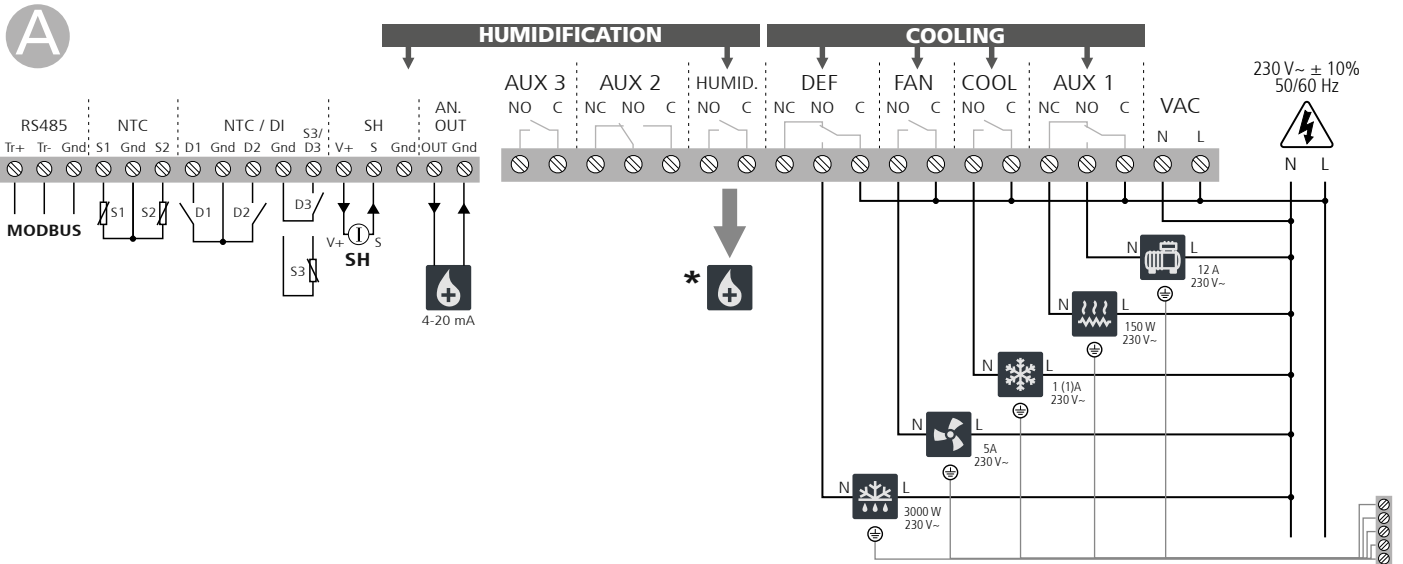 A
HUMIDIFICATION
COOLING
AUX 3
AUX 2
HUMID.
DEF
FAN
COOL
AUX 1
VAC
230 V~ ± 10%
50/60 Hz
NO C
NC NO C
NO C
NC NO C
NO C
NO C
NC NO C
N L
N L
RS485
NTC
NTC / DI
SH
AN.
OUT
Tr+ Tr- Gnd
S1 Gnd S2
D1 Gnd D2 Gnd
S3/
D3
V+ S Gnd
OUT Gnd
MODBUS
S1
S2
D1
D2
D3
S3
V+ S
SH
4-20 mA
*
N L
12 A
230 V~
N L
150 W
230 V~
N L
1 (1)A
230 V~
N L
5A
230 V~
N L
3000 W
230 V~